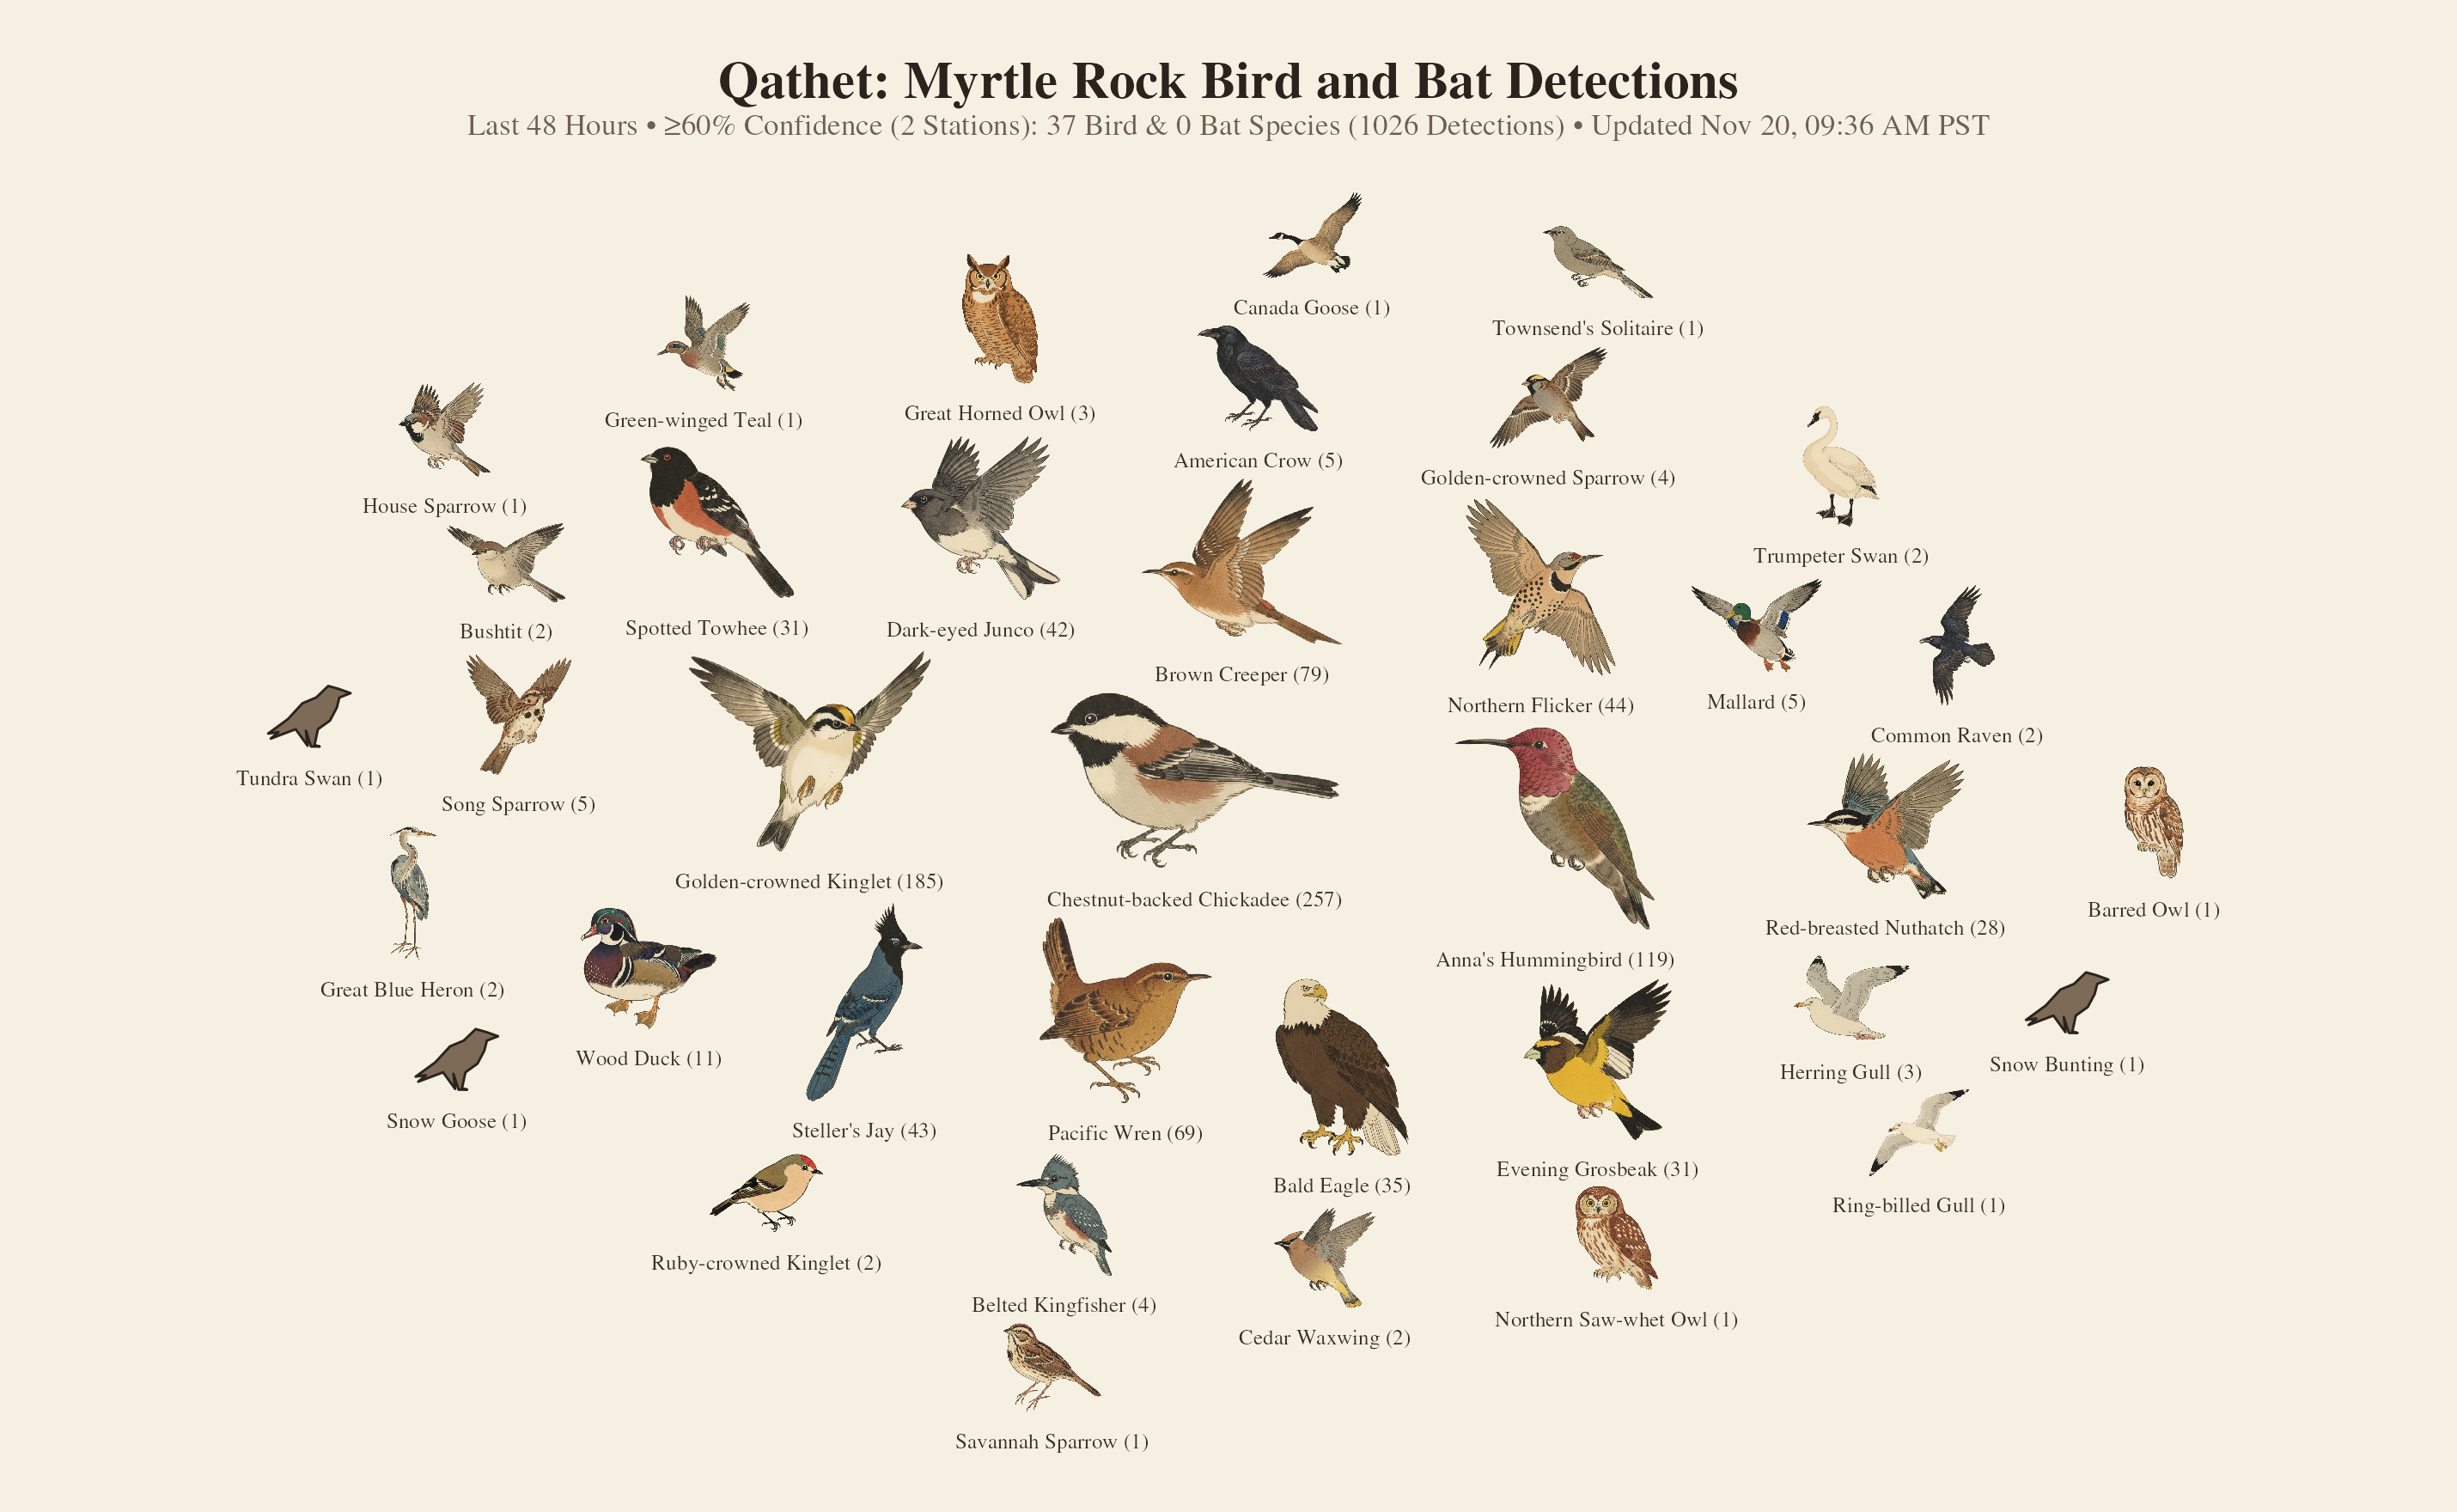 Qathet: Myrtle Rock Bird and Bat Detections
Last 48 Hours • ≥60% Confidence (2 Stations): 37 Bird & 0 Bat Species (1026 Detections) • Updated Nov 20, 09:36 AM PST
Canada Goose (1)
Townsend's Solitaire (1)
Green-winged Teal (1)
Great Horned Owl (3)
American Crow (5)
Golden-crowned Sparrow (4)
House Sparrow (1)
Trumpeter Swan (2)
Bushtit (2)
Spotted Towhee (31)
Dark-eyed Junco (42)
Brown Creeper (79)
Northern Flicker (44)
Mallard (5)
Common Raven (2)
Tundra Swan (1)
Song Sparrow (5)
Golden-crowned Kinglet (185)
Chestnut-backed Chickadee (257)
Anna's Hummingbird (119)
Red-breasted Nuthatch (28)
Barred Owl (1)
Great Blue Heron (2)
Wood Duck (11)
Steller's Jay (43)
Pacific Wren (69)
Bald Eagle (35)
Evening Grosbeak (31)
Herring Gull (3)
Snow Bunting (1)
Snow Goose (1)
Ring-billed Gull (1)
Ruby-crowned Kinglet (2)
Belted Kingfisher (4)
Cedar Waxwing (2)
Northern Saw-whet Owl (1)
Savannah Sparrow (1)